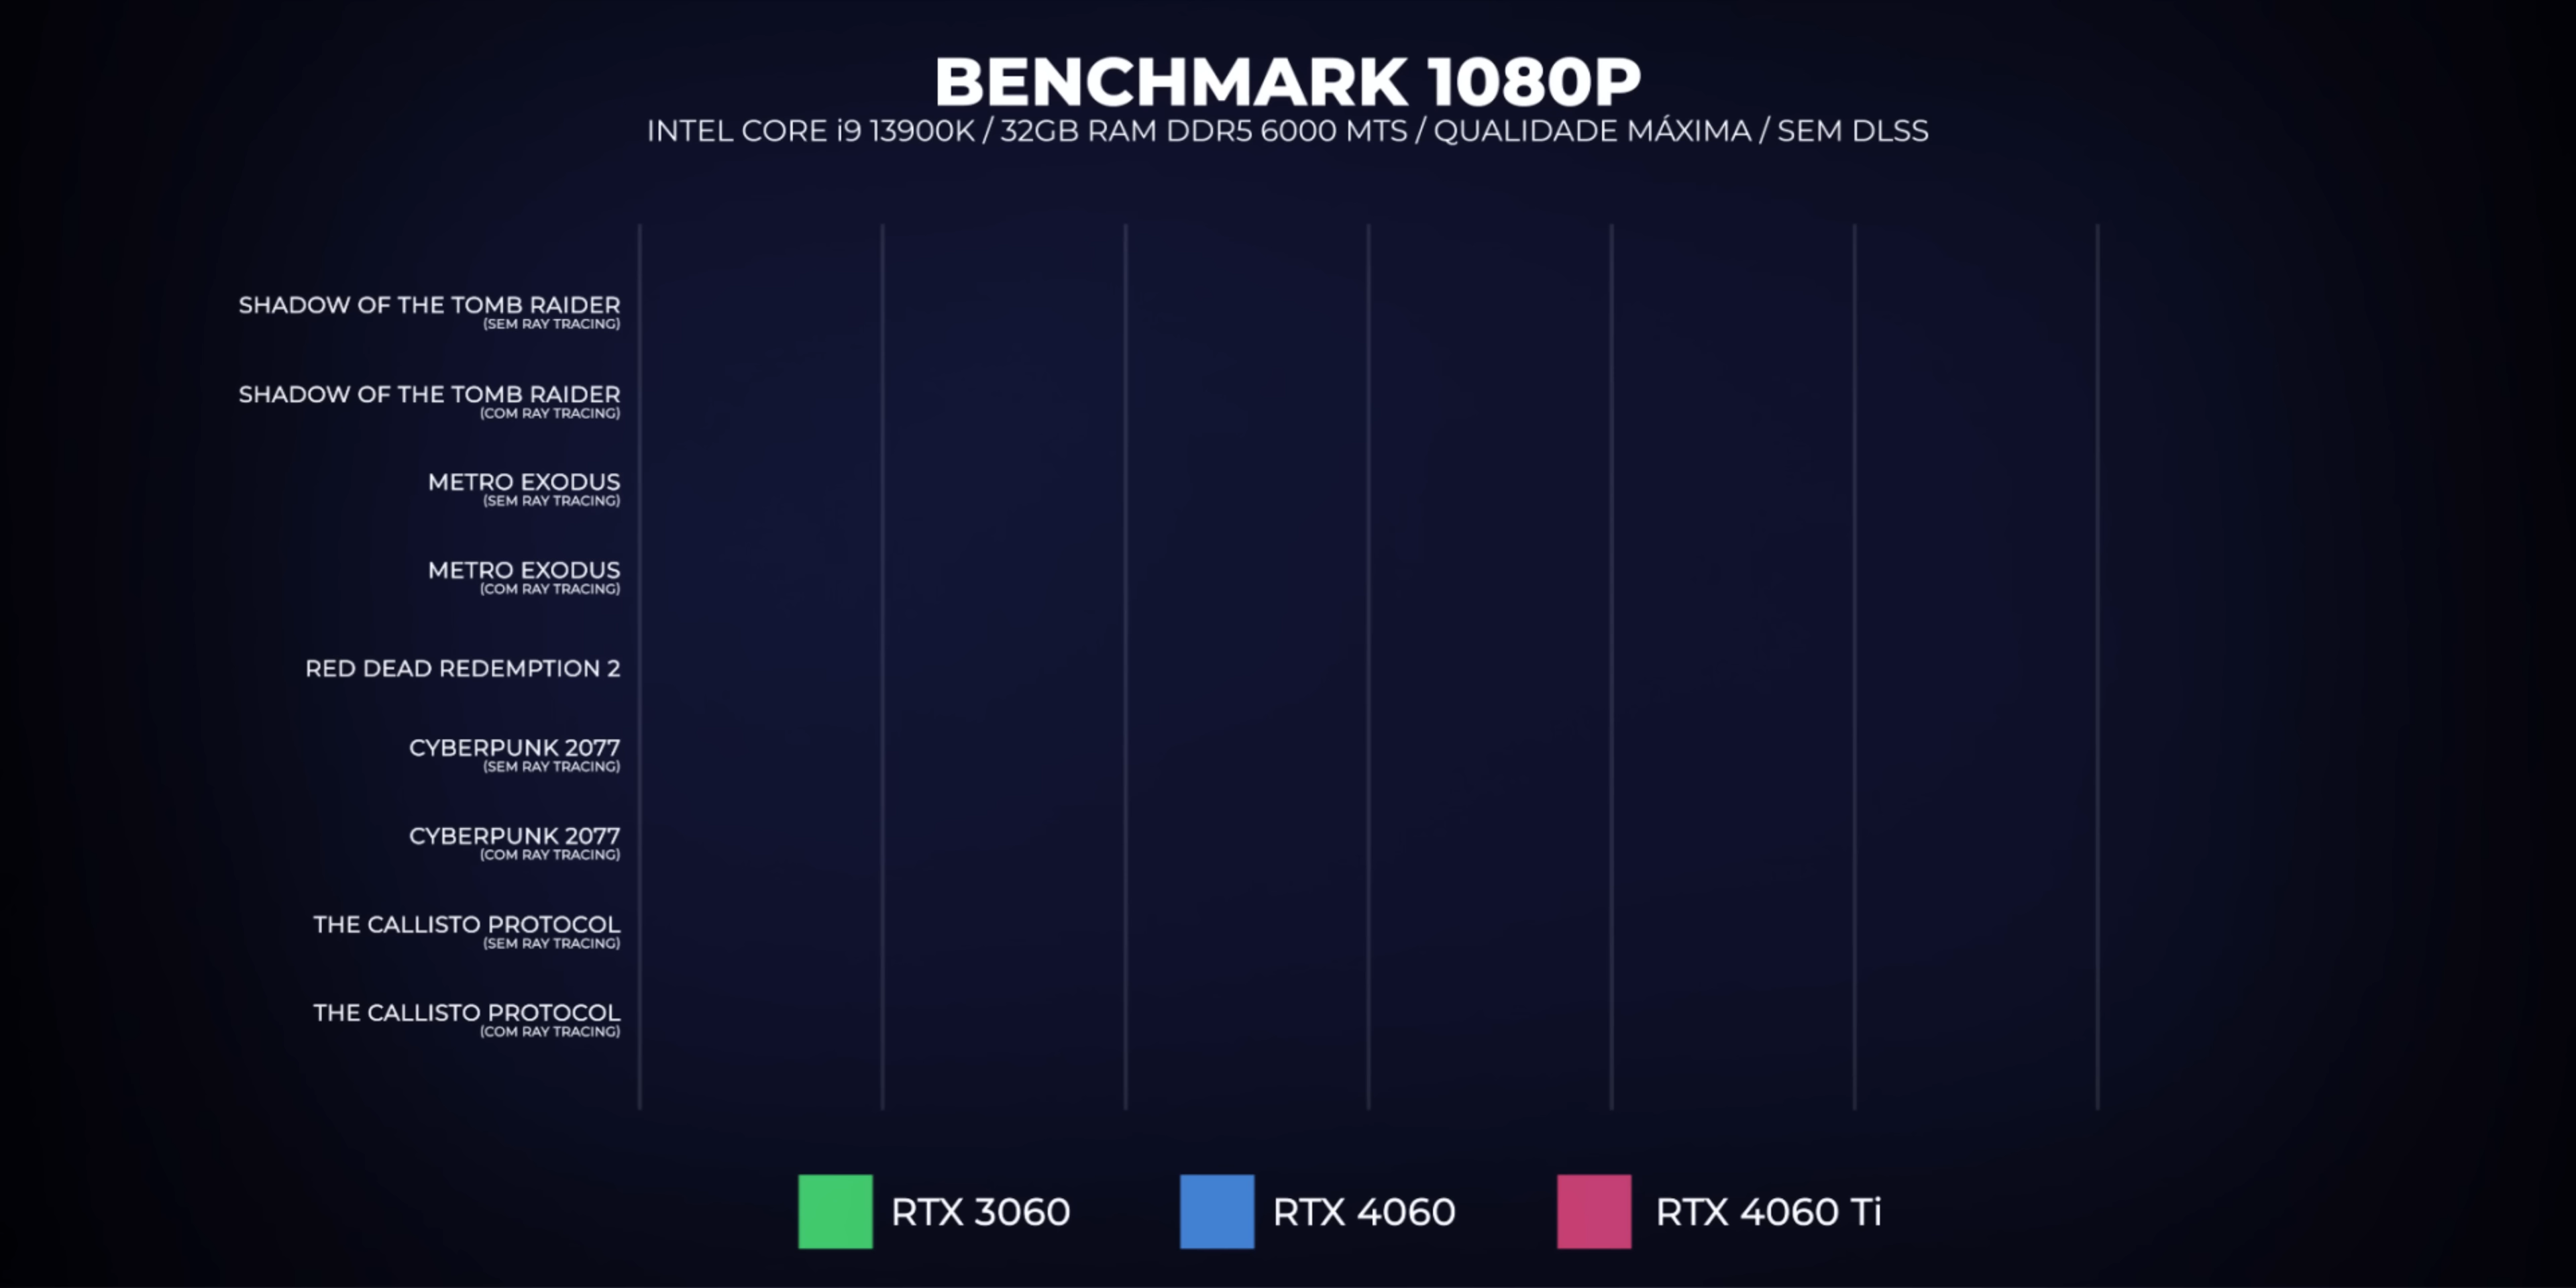 BENCHMARK 1080P
INTEL CORE i9 13900K / 32GB RAM DDR5 6000 MTS / QUALIDADE MÁXIMA / SEM DLSS
SHADOW OF THE TOMB RAIDER
(SEM RAY TRACING)
SHADOW OF THE TOMB RAIDER
(COM RAY TRACING)
METRO EXODUS
(SEM RAY TRACING)
METRO EXODUS
(COM RAY TRACING)
RED DEAD REDEMPTION 2
CYBERPUNK 2077
(SEM RAY TRACING)
CYBERPUNK 2077
(COM RAY TRACING)
THE CALLISTO PROTOCOL
(SEM RAY TRACING)
THE CALLISTO PROTOCOL
(COM RAY TRACING)
RTX 3060 RTX 4060 RTX 4060 Ti